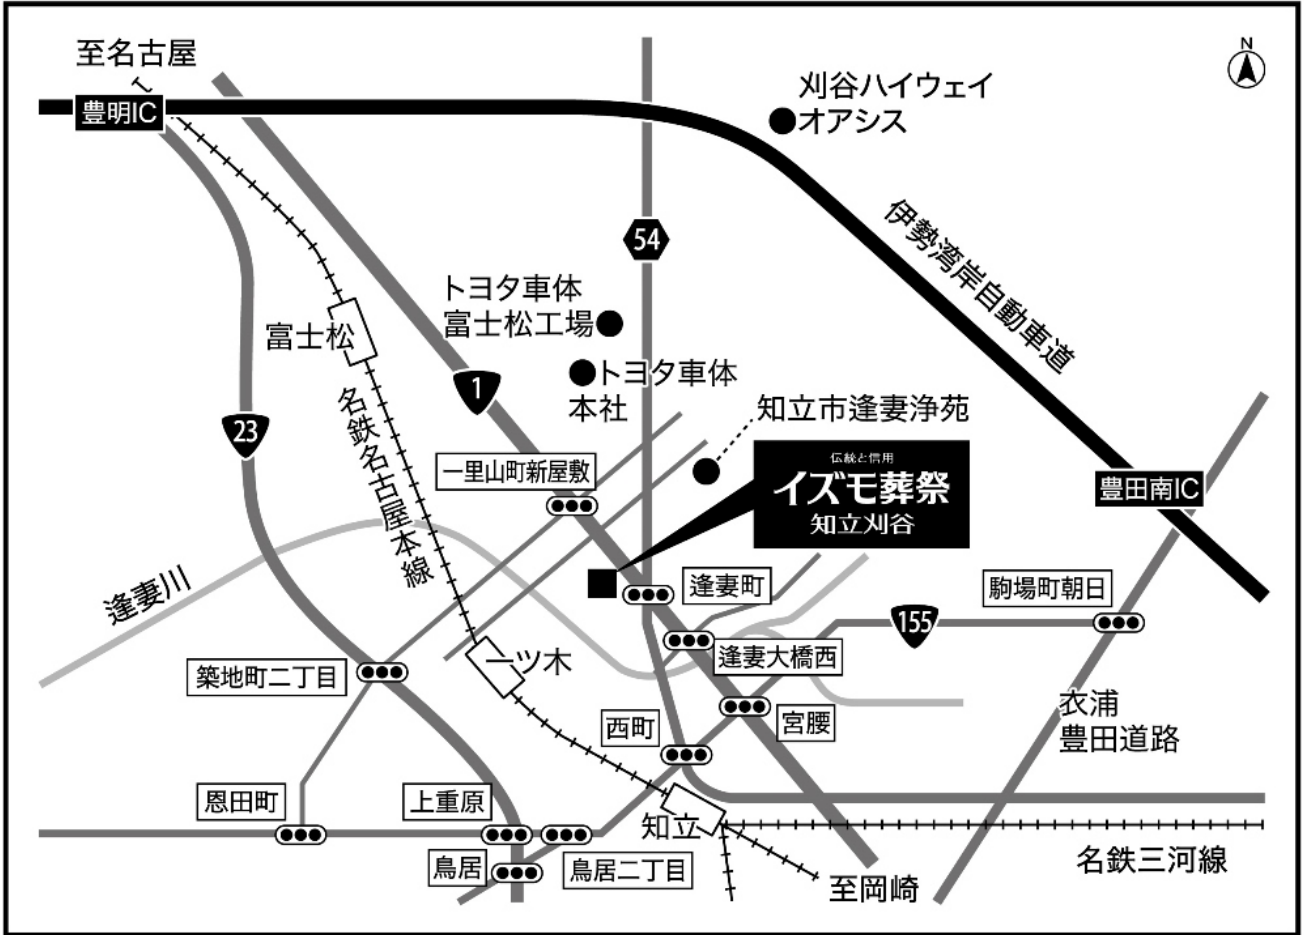 至名古屋
N
豊明IC
刈谷ハイウェイ
オアシス
伊勢湾岸自動車道
54
トヨタ車体
富士松工場
富士松
トヨタ車体
本社
1
名鉄名古屋本線
知立市逢妻浄苑
23
伝統と信用
イズモ葬祭
知立刈谷
一里山町新屋敷
豊田南IC
逢妻川
逢妻町
駒場町朝日
155
逢妻大橋西
築地町二丁目
一ツ木
衣浦
豊田道路
西町
宮腰
恩田町
上重原
知立
鳥居
鳥居二丁目
名鉄三河線
至岡崎